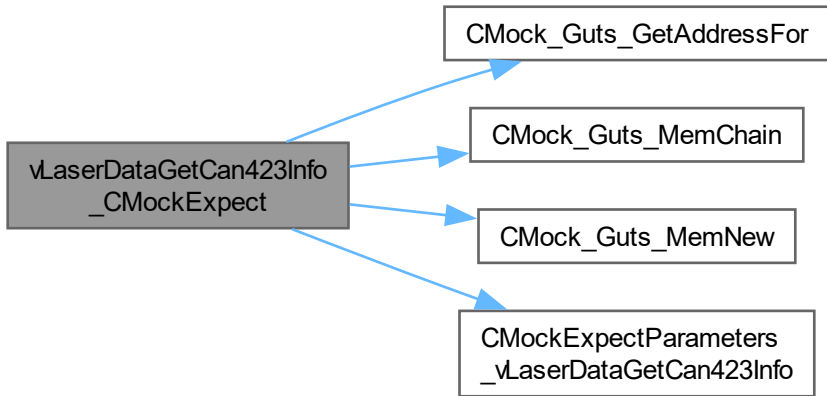 CMock_Guts_GetAddressFor
CMock_Guts_MemChain
vLaserDataGetCan423Info
_CMockExpect
CMock_Guts_MemNew
CMockExpectParameters
_vLaserDataGetCan423Info